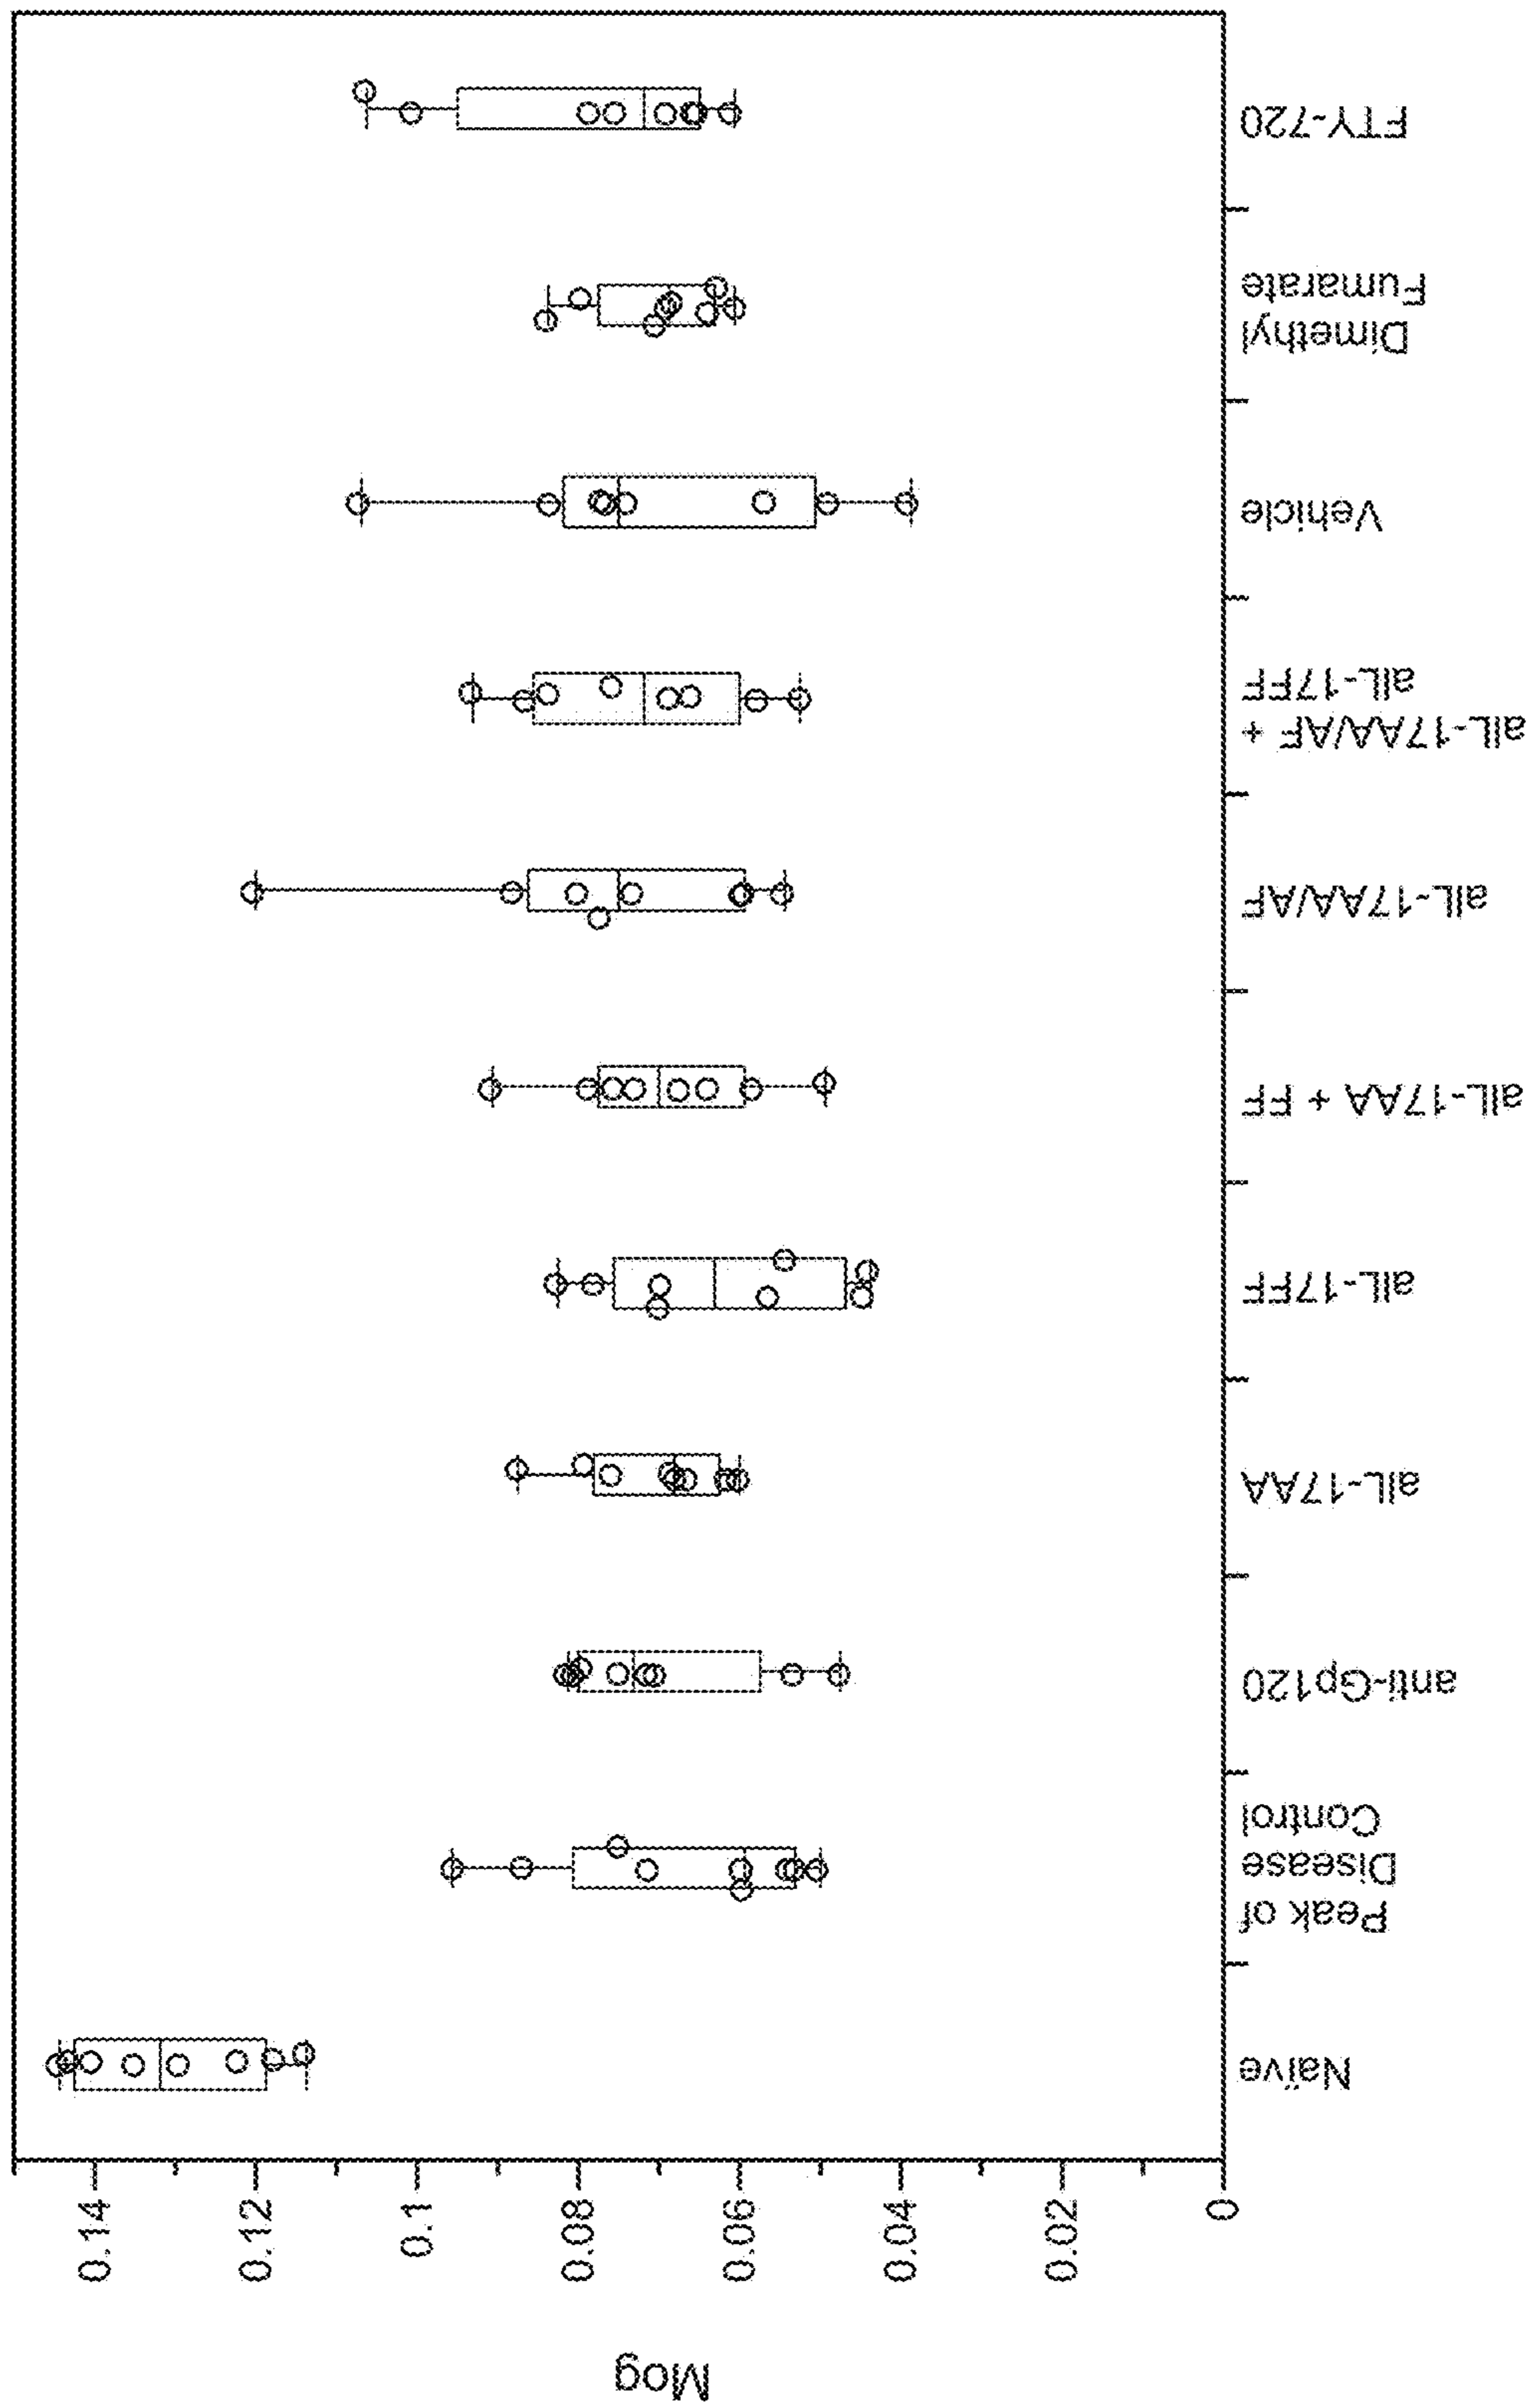 Mog
0.14
0.12
0.1
0.08
0.06
0.04
0.02
0
Naïve
Peak of
Disease
Control
anti-Gp120
aIL-17AA
aIL-17FF
aIL-17AA + FF
aIL-17AA/AF
aIL-17AA/AF +
aIL-17FF
Vehicle
Dimethyl
Fumarate
FTY-720